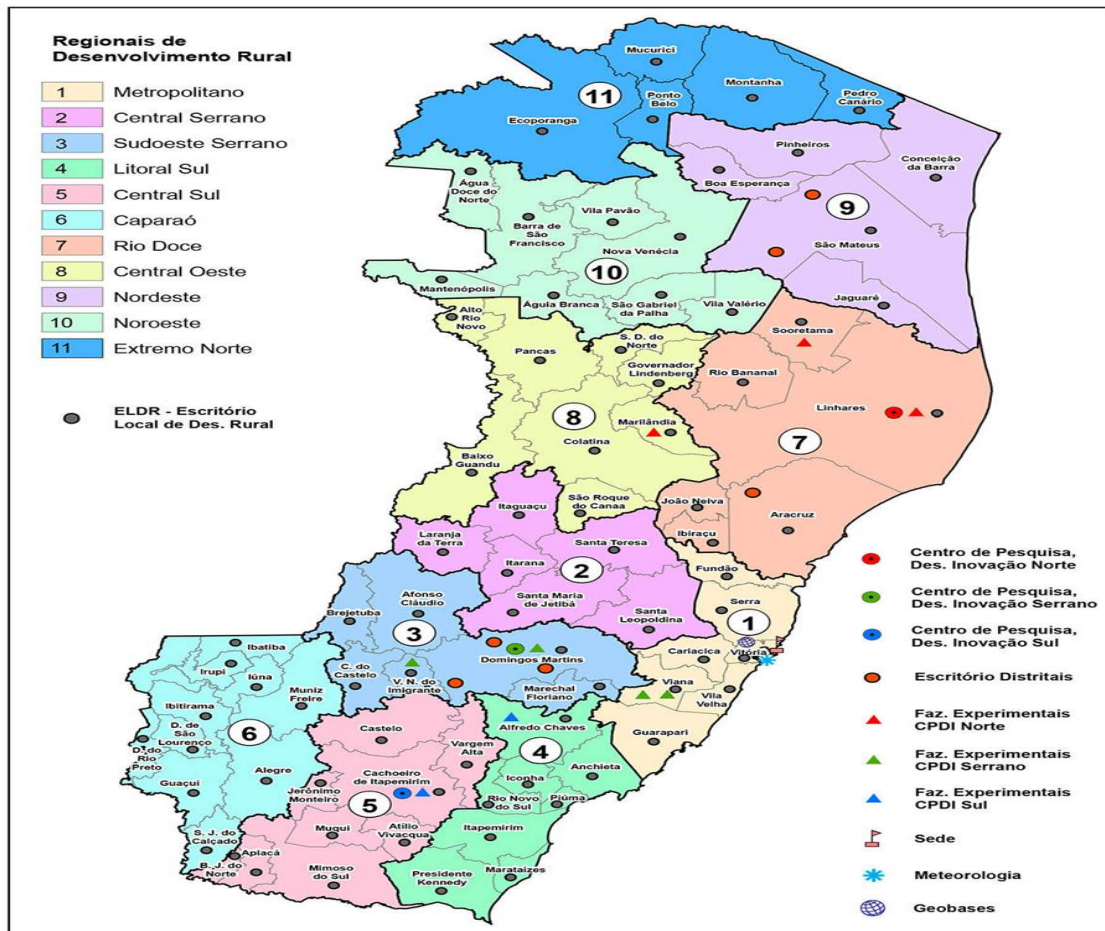 Regionais de
Desenvolvimento Rural
1 Metropolitano
2 Central Serrano
3 Sudoeste Serrano
4 Litoral Sul
5 Central Sul
6 Caparaó
7 Rio Doce
8 Central Oeste
9 Nordeste
10 Noroeste
11 Extremo Norte
ELDR - Escritório
Local de Des. Rural
Mucurici
11
Montanha
Ponto
Belo
Pedro
Canário
Ecoporanga
Pinheiros
Conceição
da Barra
Boa Esperança
9
São Mateus
Jaguaré
Água
Doce do
Norte
Vila Pavão
Barra de
São
Francisco
Nova Venécia
10
Mantenópolis
Águia Branca
São Gabriel
da Palha
Vila Valério
Alto
Rio
Novo
Pancas
S. D. do
Norte
Governador
Lindenberg
8
Marilândia
Colatina
Baixo
Guandu
São Roque
do Canaa
Sooretama
Rio Bananal
Linhares
7
João Neiva
Aracruz
Ibiraçu
Itaguaçu
Laranja
da Terra
Santa Teresa
Itarana
2
Santa Maria
de Jetibá
Santa
Leopoldina
Fundão
Serra
1
Cariacica
Vitória
Viana
Vila
Velha
Guarapari
Afonso
Cláudio
Brejetuba
3
Domingos Martins
C. do
Castelo
V. N. do
Imigrante
Marechal
Floriano
Ibatiba
Irupi
Iúna
Muniz
Freire
Ibitirama
D. de
São
Lourenço
6
D. do
Rio
Preto
Guaçui
Alegre
S. J. do
Calçado
B. J. do
Norte
Apiacá
Castelo
Vargem
Alta
Cachoeiro
de Itapemirim
Jerônimo
Monteiro
5
Muqui
Atílio
Vivacqua
Mimoso
do Sul
Alfredo Chaves
4
Anchieta
Iconha
Rio Novo
do Sul
Piúma
Itapemirim
Presidente
Kennedy
Marataizes
Centro de Pesquisa,
Des. Inovação Norte
Centro de Pesquisa,
Des. Inovação Serrano
Centro de Pesquisa,
Des. Inovação Sul
Escritório Distritais
Faz. Experimentais
CPDI Norte
Faz. Experimentais
CPDI Serrano
Faz. Experimentais
CPDI Sul
Sede
Meteorologia
Geobases